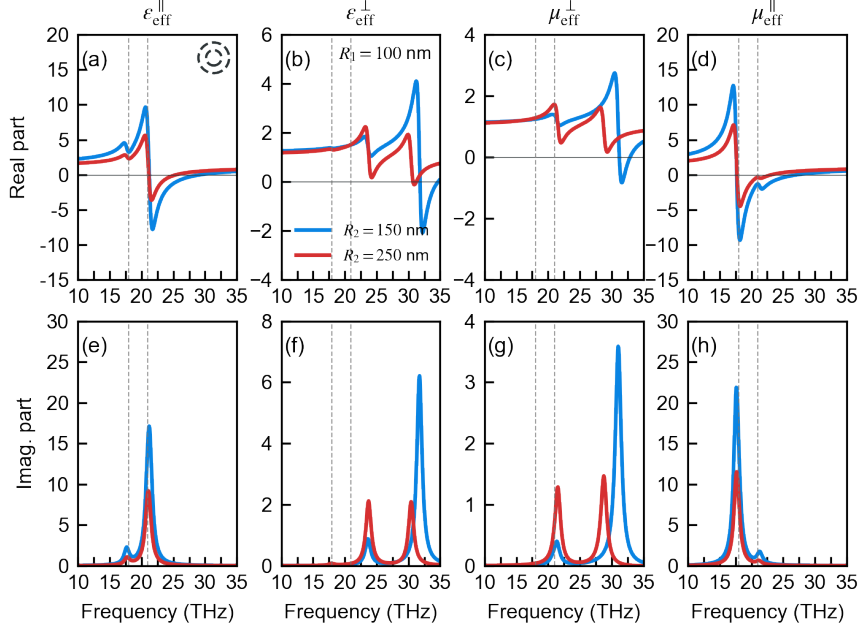 ε_eff^∥ ε_eff^⊥ μ_eff^⊥ μ_eff^∥
Real part
20
15
10
5
0
-5
-10
-15
(a)
10 15 20 25 30 35
6
4
2
0
−2
−4
(b)
R₁ = 100 nm
R₂ = 150 nm
R₂ = 250 nm
10 15 20 25 30 35
4
2
0
−2
−4
(c)
10 15 20 25 30 35
20
15
10
5
0
−5
−10
−15
(d)
10 15 20 25 30 35
Imag. part
30
25
20
15
10
5
0
(e)
10 15 20 25 30 35
Frequency (THz)
8
6
4
2
0
(f)
10 15 20 25 30 35
Frequency (THz)
4
3
2
1
0
(g)
10 15 20 25 30 35
Frequency (THz)
30
25
20
15
10
5
0
(h)
10 15 20 25 30 35
Frequency (THz)